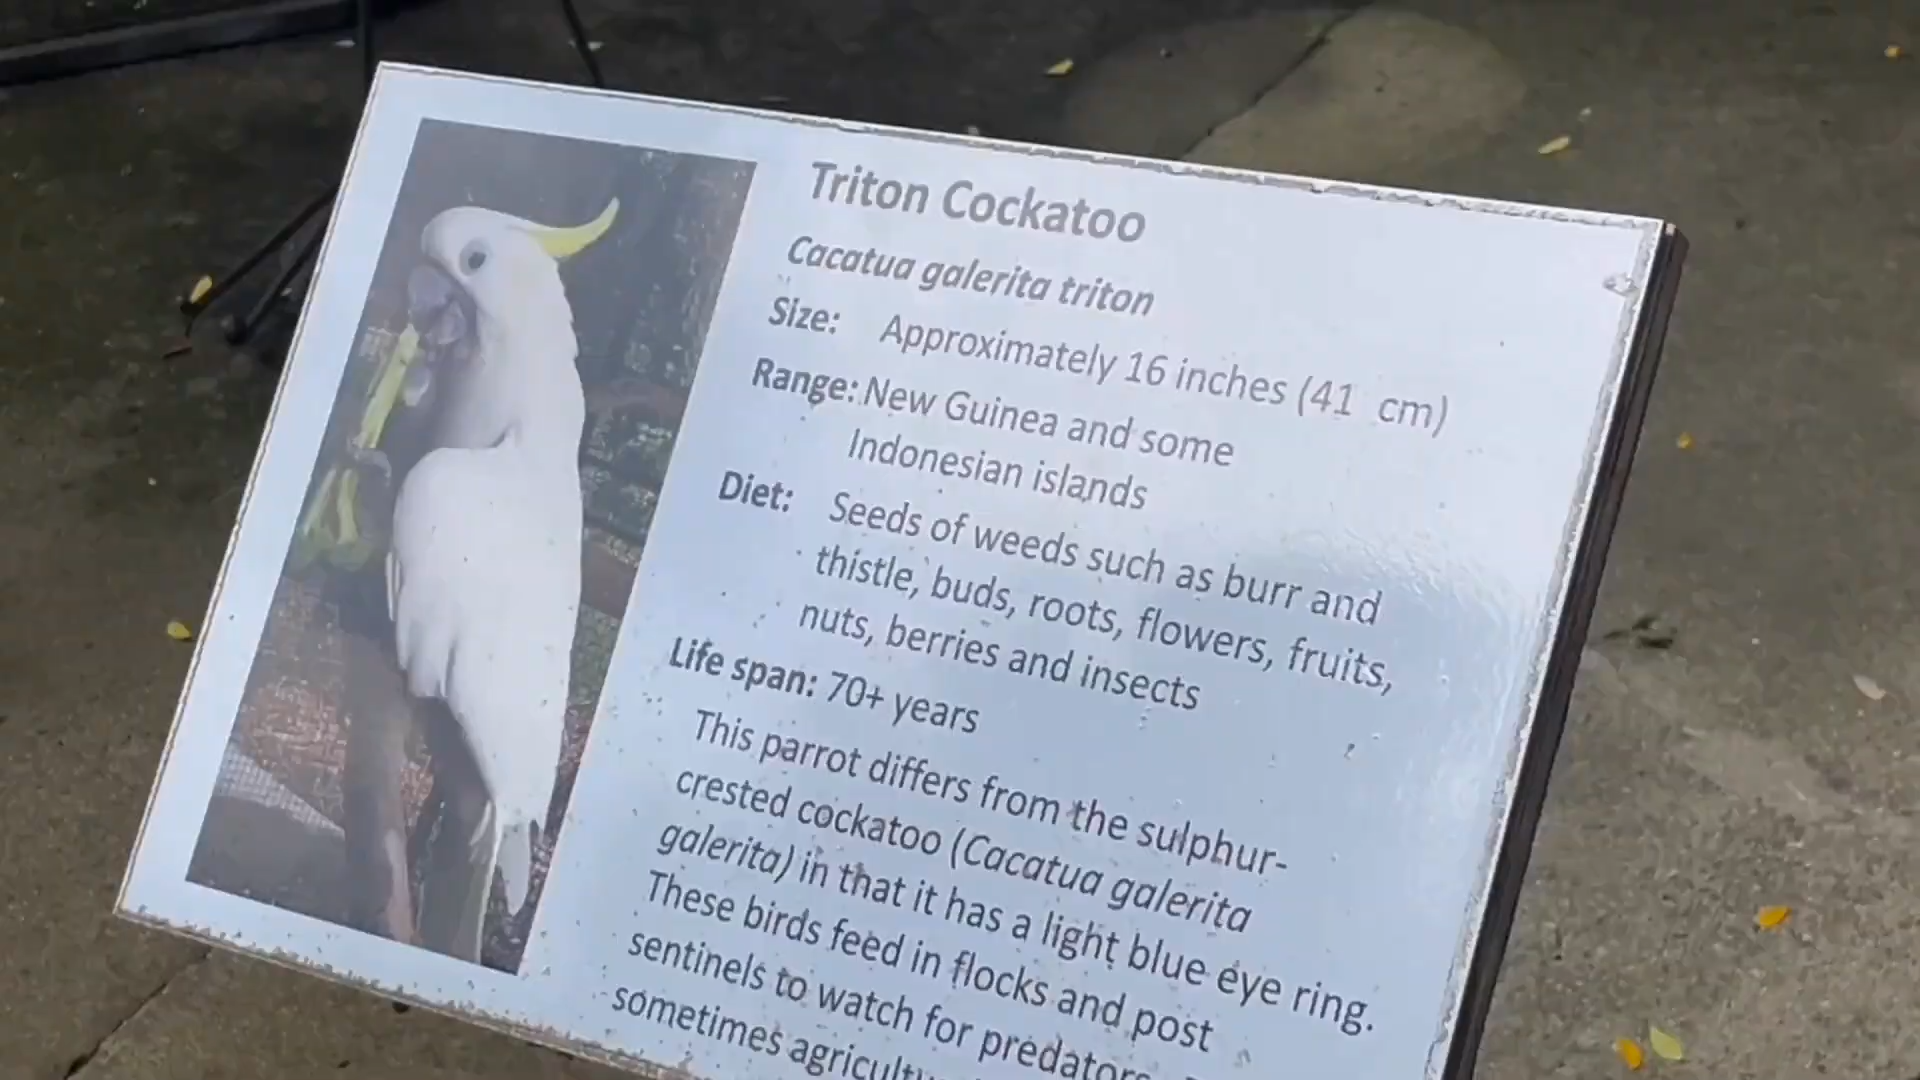 Triton Cockatoo
Cacatua galerita triton
Size: Approximately 16 inches (41 cm)
Range: New Guinea and some
Indonesian islands
Diet: Seeds of weeds such as burr and
thistle, buds, roots, flowers, fruits,
nuts, berries and insects
Life span: 70+ years
This parrot differs from the sulphur-
crested cockatoo (Cacatua galerita
galerita) in that it has a light blue eye ring.
These birds feed in flocks and post
sentinels to watch for
sometimes